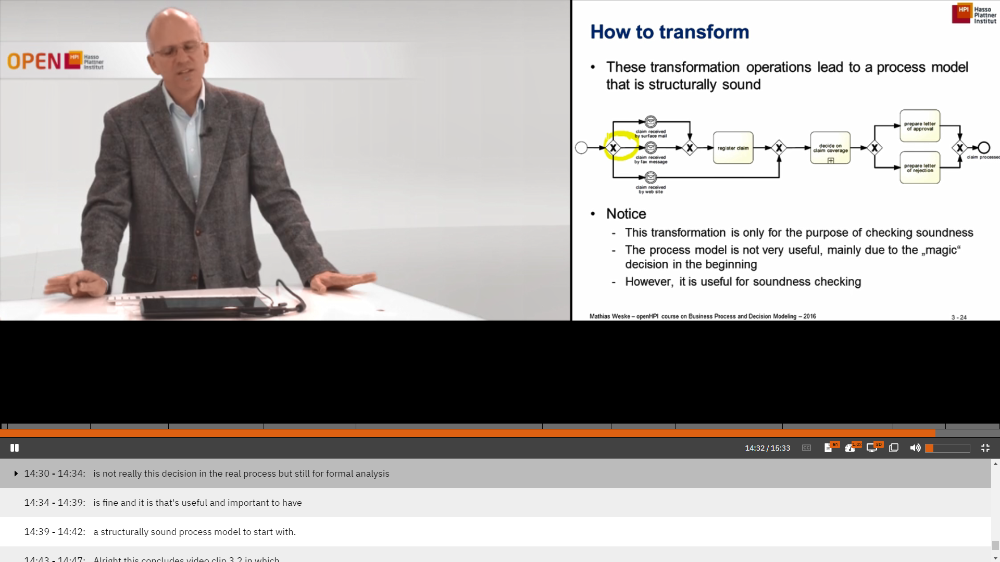 OPEN HPI Hasso
Plattner
Institut
HPI Hasso
Plattner
Institut
How to transform
• These transformation operations lead to a process model
that is structurally sound
claim received
by surface mail
claim received
by fax message
claim received
by web site
X
X
register claim
X
decide on
claim coverage
X
prepare letter
of approval
prepare letter
of rejection
X
claim processed
• Notice
- This transformation is only for the purpose of checking soundness
- The process model is not very useful, mainly due to the „magic“
decision in the beginning
- However, it is useful for soundness checking
Mathias Weske – openHPI course on Business Process and Decision Modeling – 2016
3 - 24
14:32 / 15:33
CC
en
1.0x
SD
14:30 - 14:34: is not really this decision in the real process but still for formal analysis
14:34 - 14:39: is fine and it is that's useful and important to have
14:39 - 14:42: a structurally sound process model to start with.
14:43 - 14:47: Alright this concludes video clip 3.2 in which